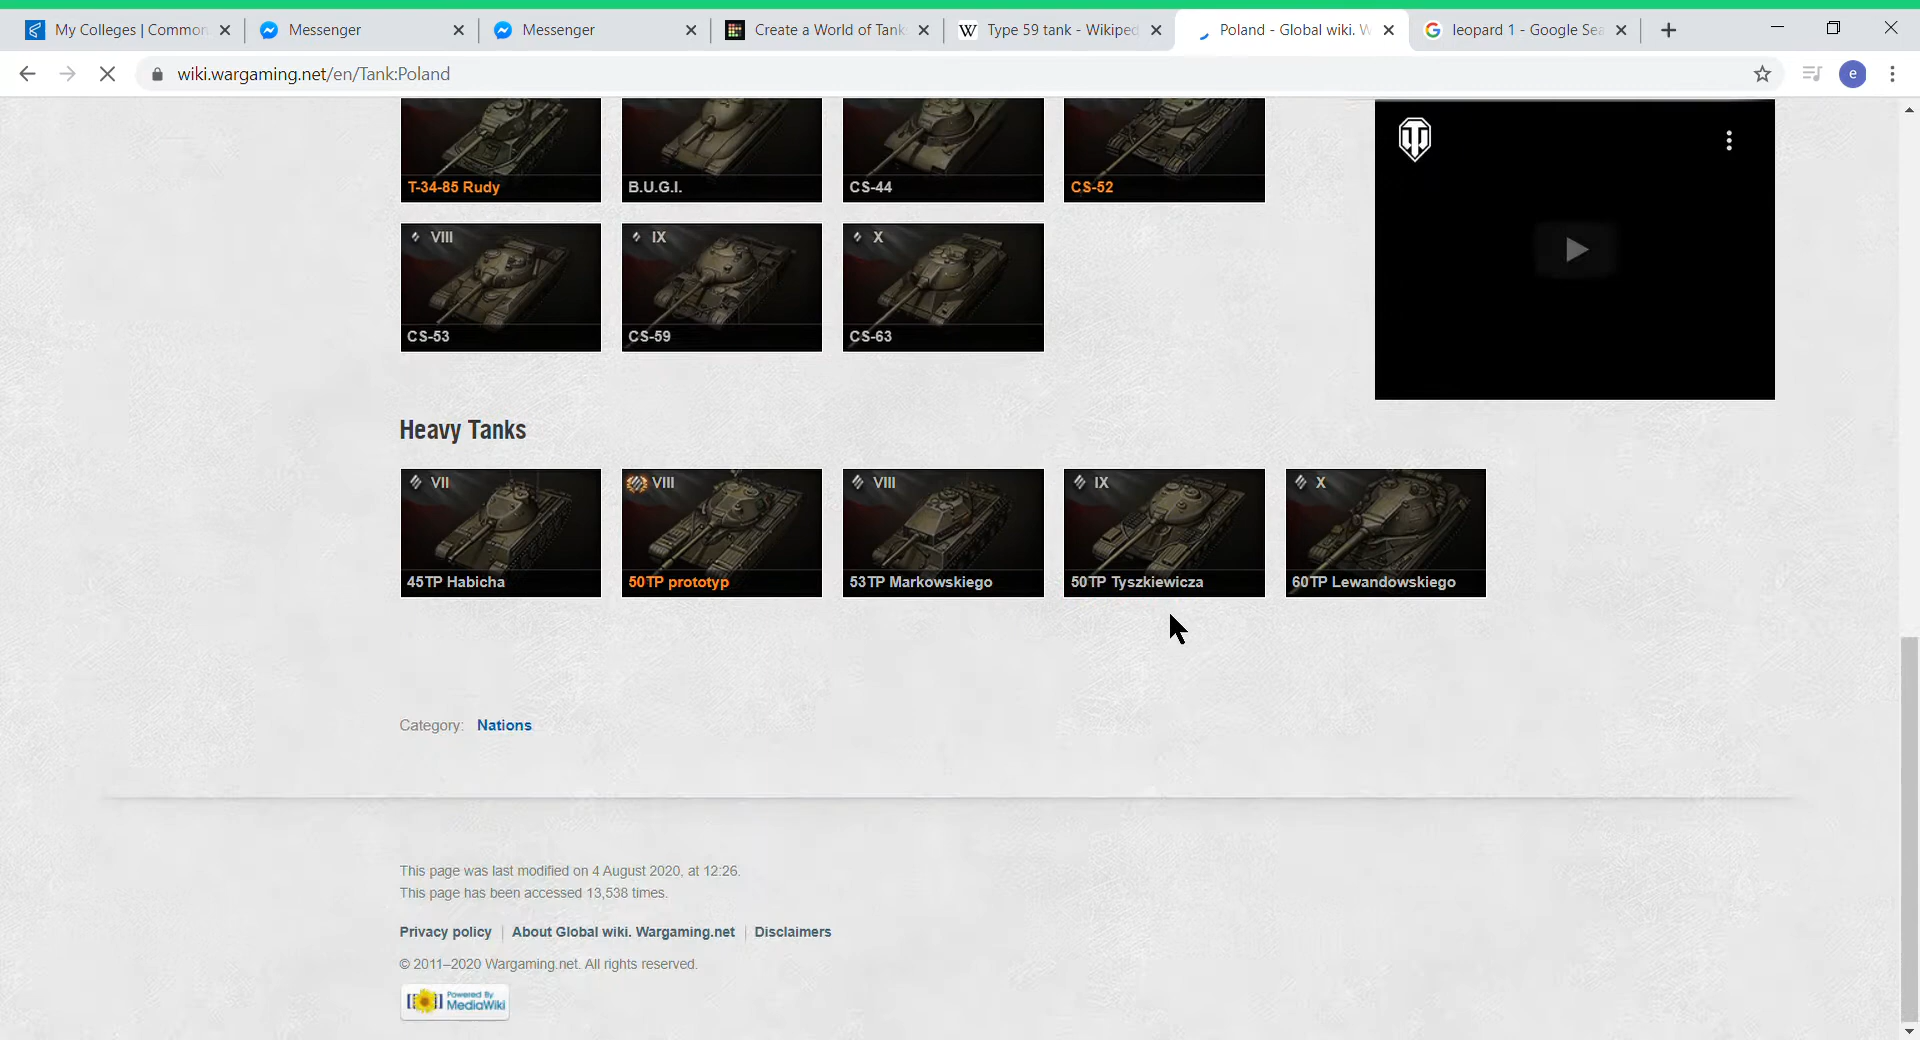 My Colleges | Common
Messenger
Messenger
Create a World of Tank
Type 59 tank - Wikiped
Poland - Global wiki. W
leopard 1 - Google Sea
wiki.wargaming.net/en/Tank:Poland
e
T-34-85 Rudy
B.U.G.I.
CS-44
CS-52
VIII
CS-53
IX
CS-59
X
CS-63
Heavy Tanks
VII
45TP Habicha
VIII
50TP prototyp
VIII
53TP Markowskiego
IX
50TP Tyszkiewicza
X
60TP Lewandowskiego
Category: Nations
This page was last modified on 4 August 2020, at 12:26.
This page has been accessed 13,538 times.
Privacy policy | About Global wiki. Wargaming.net | Disclaimers
© 2011–2020 Wargaming.net. All rights reserved.
Powered By
MediaWiki